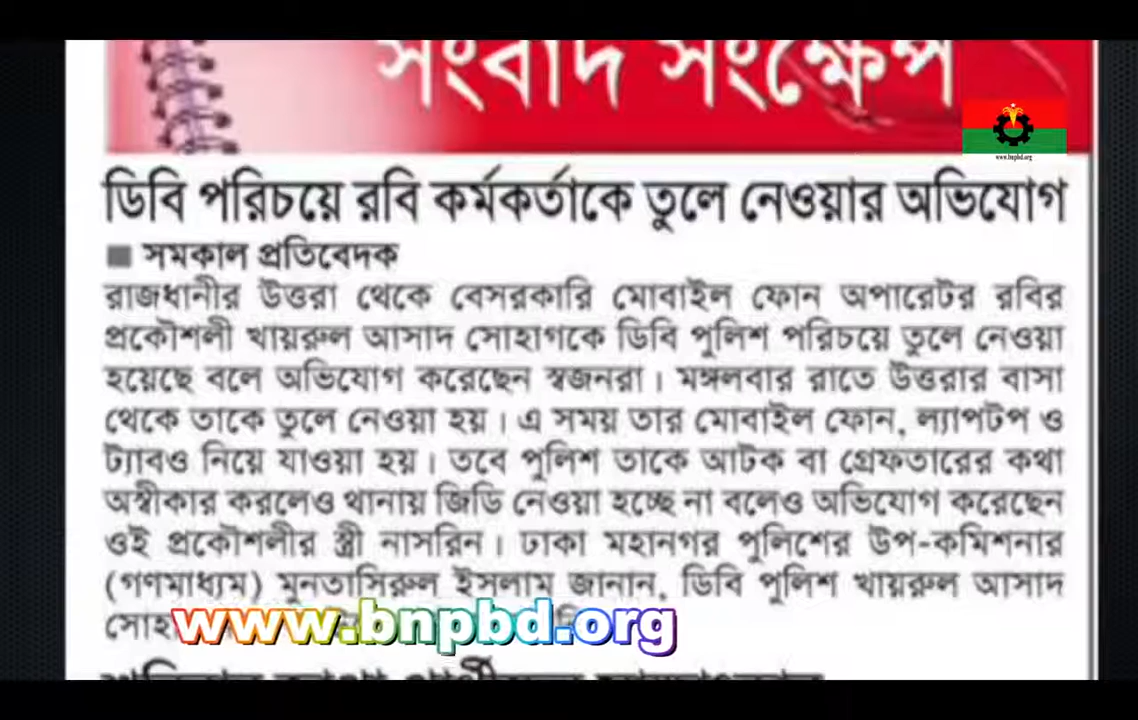 সংবাদ সংক্ষেপ
www.bnpbd.org
ডিবি পরিচয়ে রবি কর্মকর্তাকে তুলে নেওয়ার অভিযোগ
সমকাল প্রতিবেদক
রাজধানীর উত্তরা থেকে বেসরকারি মোবাইল ফোন অপারেটর রবির
প্রকৌশলী খায়রুল আসাদ সোহাগকে ডিবি পুলিশ পরিচয়ে তুলে নেওয়া
হয়েছে বলে অভিযোগ করেছেন স্বজনরা। মঙ্গলবার রাতে উত্তরার বাসা
থেকে তাকে তুলে নেওয়া হয়। এ সময় তার মোবাইল ফোন, ল্যাপটপ ও
ট্যাবও নিয়ে যাওয়া হয়। তবে পুলিশ তাকে আটক বা গ্রেফতারের কথা
অস্বীকার করলেও থানায় জিডি নেওয়া হচ্ছে না বলেও অভিযোগ করেছেন
ওই প্রকৌশলীর স্ত্রী নাসরিন। ঢাকা মহানগর পুলিশের উপ-কমিশনার
(গণমাধ্যম) মুনতাসিরুল ইসলাম জানান, ডিবি পুলিশ খায়রুল আসাদ
www.bnpbd.org